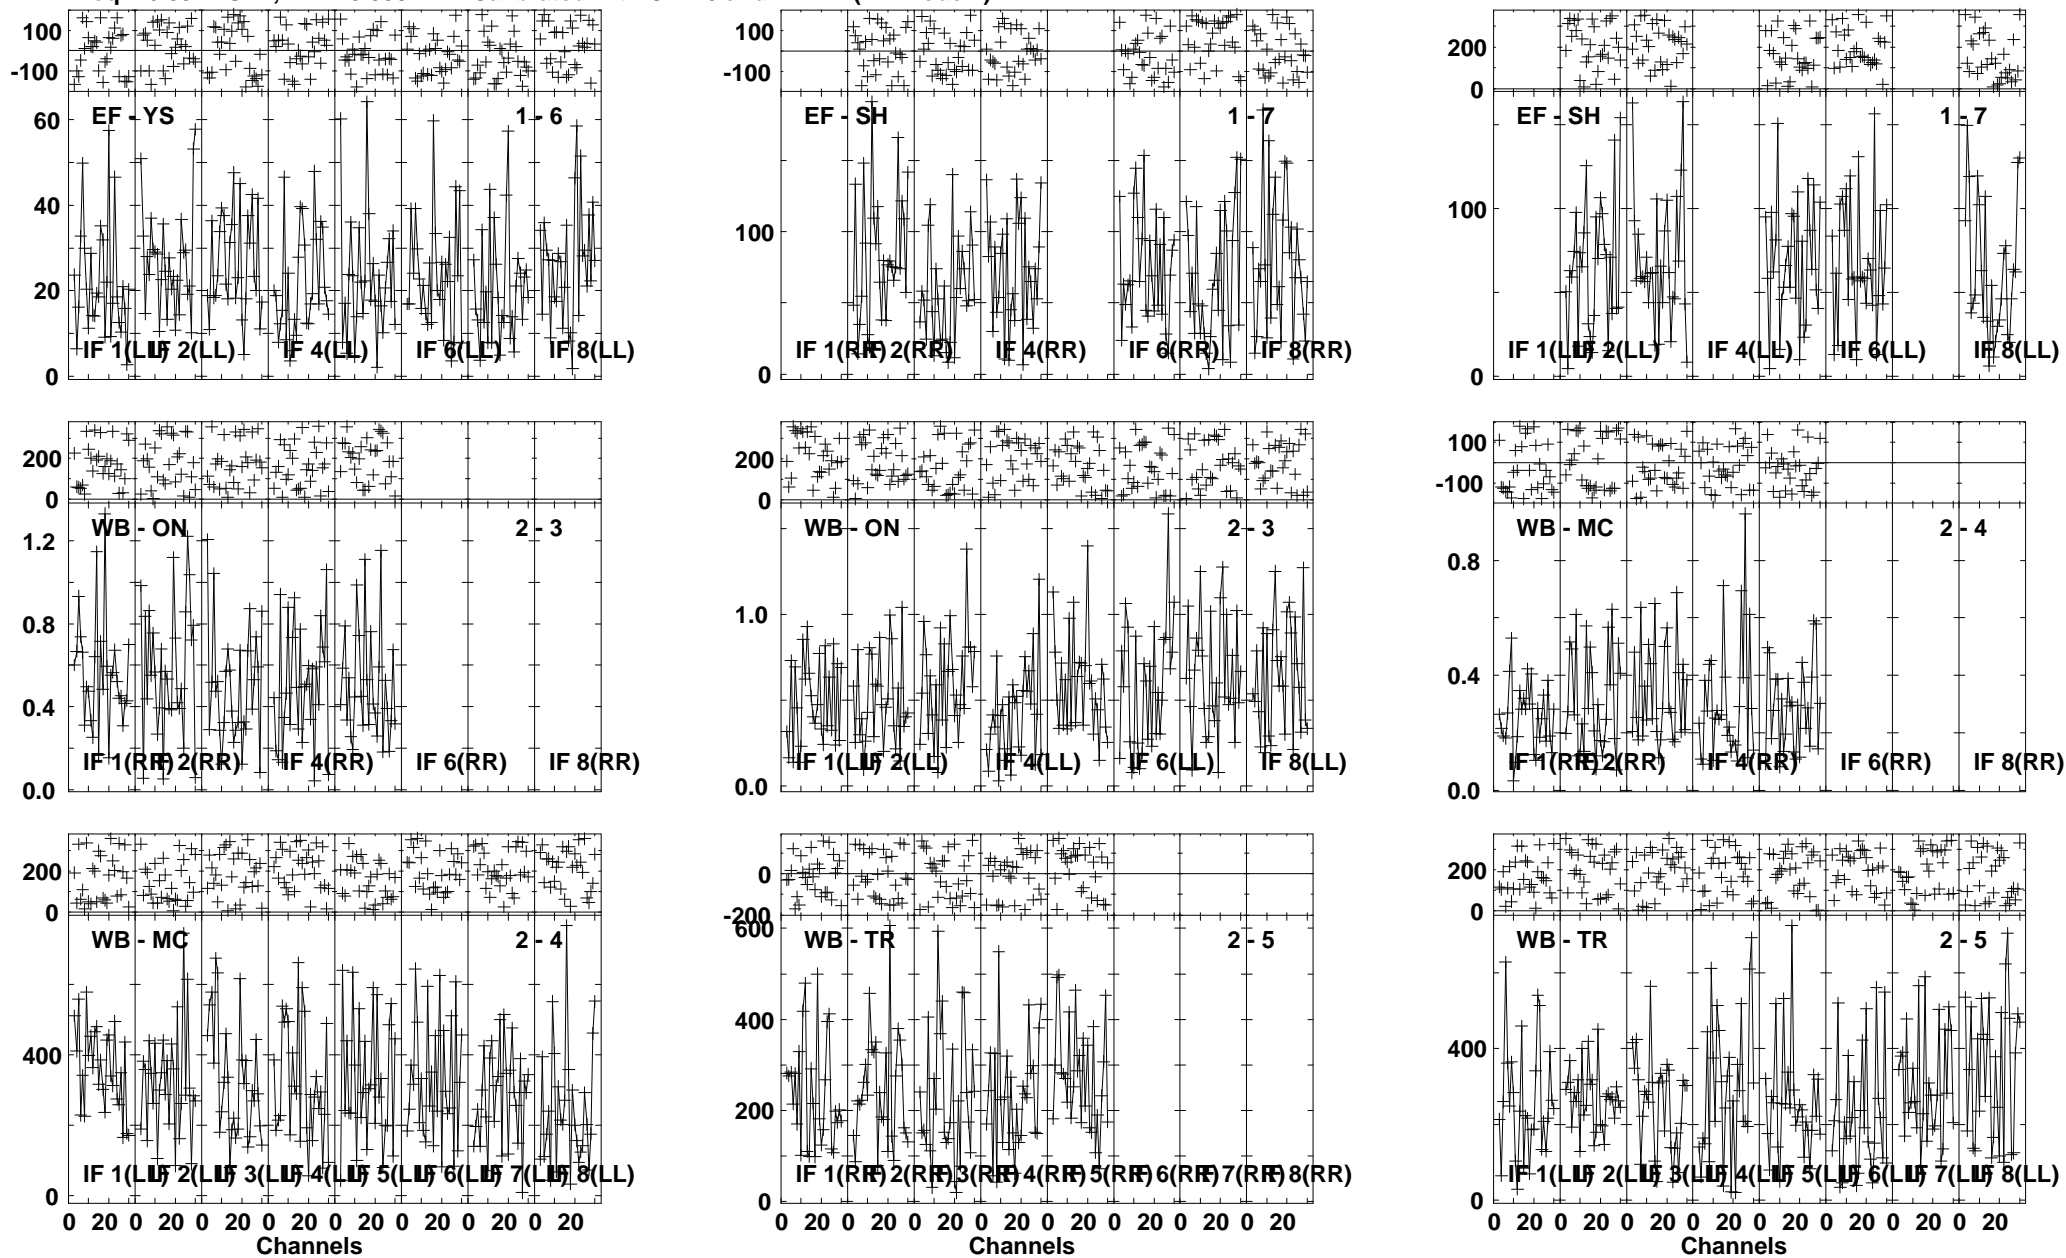 100
-100
EF - YS 1 - 6
60
40
20
0
IF 1(LL) IF 2(LL) IF 4(LL) IF 6(LL) IF 8(LL)
100
-100
EF - SH 1 - 7
100
0
IF 1(RR) IF 2(RR) IF 4(RR) IF 6(RR) IF 8(RR)
200
0
EF - SH 1 - 7
100
0
IF 1(LL) IF 2(LL) IF 4(LL) IF 6(LL) IF 8(LL)
200
0
WB - ON 2 - 3
1.2
0.8
0.4
0.0
IF 1(RR) IF 2(RR) IF 4(RR) IF 6(RR) IF 8(RR)
200
0
WB - ON 2 - 3
1.0
0.0
IF 1(LL) IF 2(LL) IF 4(LL) IF 6(LL) IF 8(LL)
100
-100
WB - MC 2 - 4
0.8
0.4
0.0
IF 1(RR) IF 2(RR) IF 4(RR) IF 6(RR) IF 8(RR)
200
0
WB - MC 2 - 4
400
0
IF 1(LL) IF 2(LL) IF 3(LL) IF 4(LL) IF 5(LL) IF 6(LL) IF 7(LL) IF 8(LL)
0 20 0 20 0 20 0 20 0 20 0 20 0 20 0 20
Channels
0
-200
WB - TR 2 - 5
600
400
200
0
IF 1(RR) IF 2(RR) IF 3(RR) IF 4(RR) IF 5(RR) IF 6(RR) IF 7(RR) IF 8(RR)
0 20 0 20 0 20 0 20 0 20 0 20 0 20 0 20
Channels
200
0
WB - TR 2 - 5
400
0
IF 1(LL) IF 2(LL) IF 3(LL) IF 4(LL) IF 5(LL) IF 6(LL) IF 7(LL) IF 8(LL)
0 20 0 20 0 20 0 20 0 20 0 20 0 20 0 20
Channels